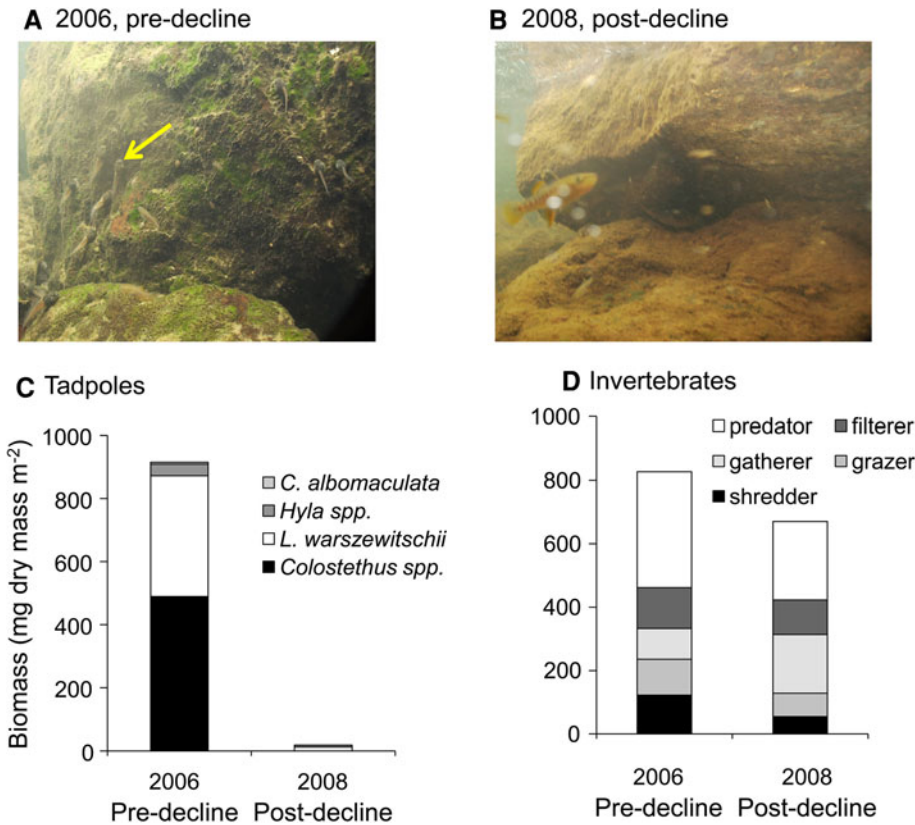 A 2006, pre-decline
B 2008, post-decline
C Tadpoles
Biomass (mg dry mass m⁻²)
1000
800
600
400
200
0
C. albomaculata
Hyla spp.
L. warszewitschii
Colostethus spp.
2006
Pre-decline
2008
Post-decline
D Invertebrates
1000
800
600
400
200
0
predator
filterer
gatherer
grazer
shredder
2006
Pre-decline
2008
Post-decline